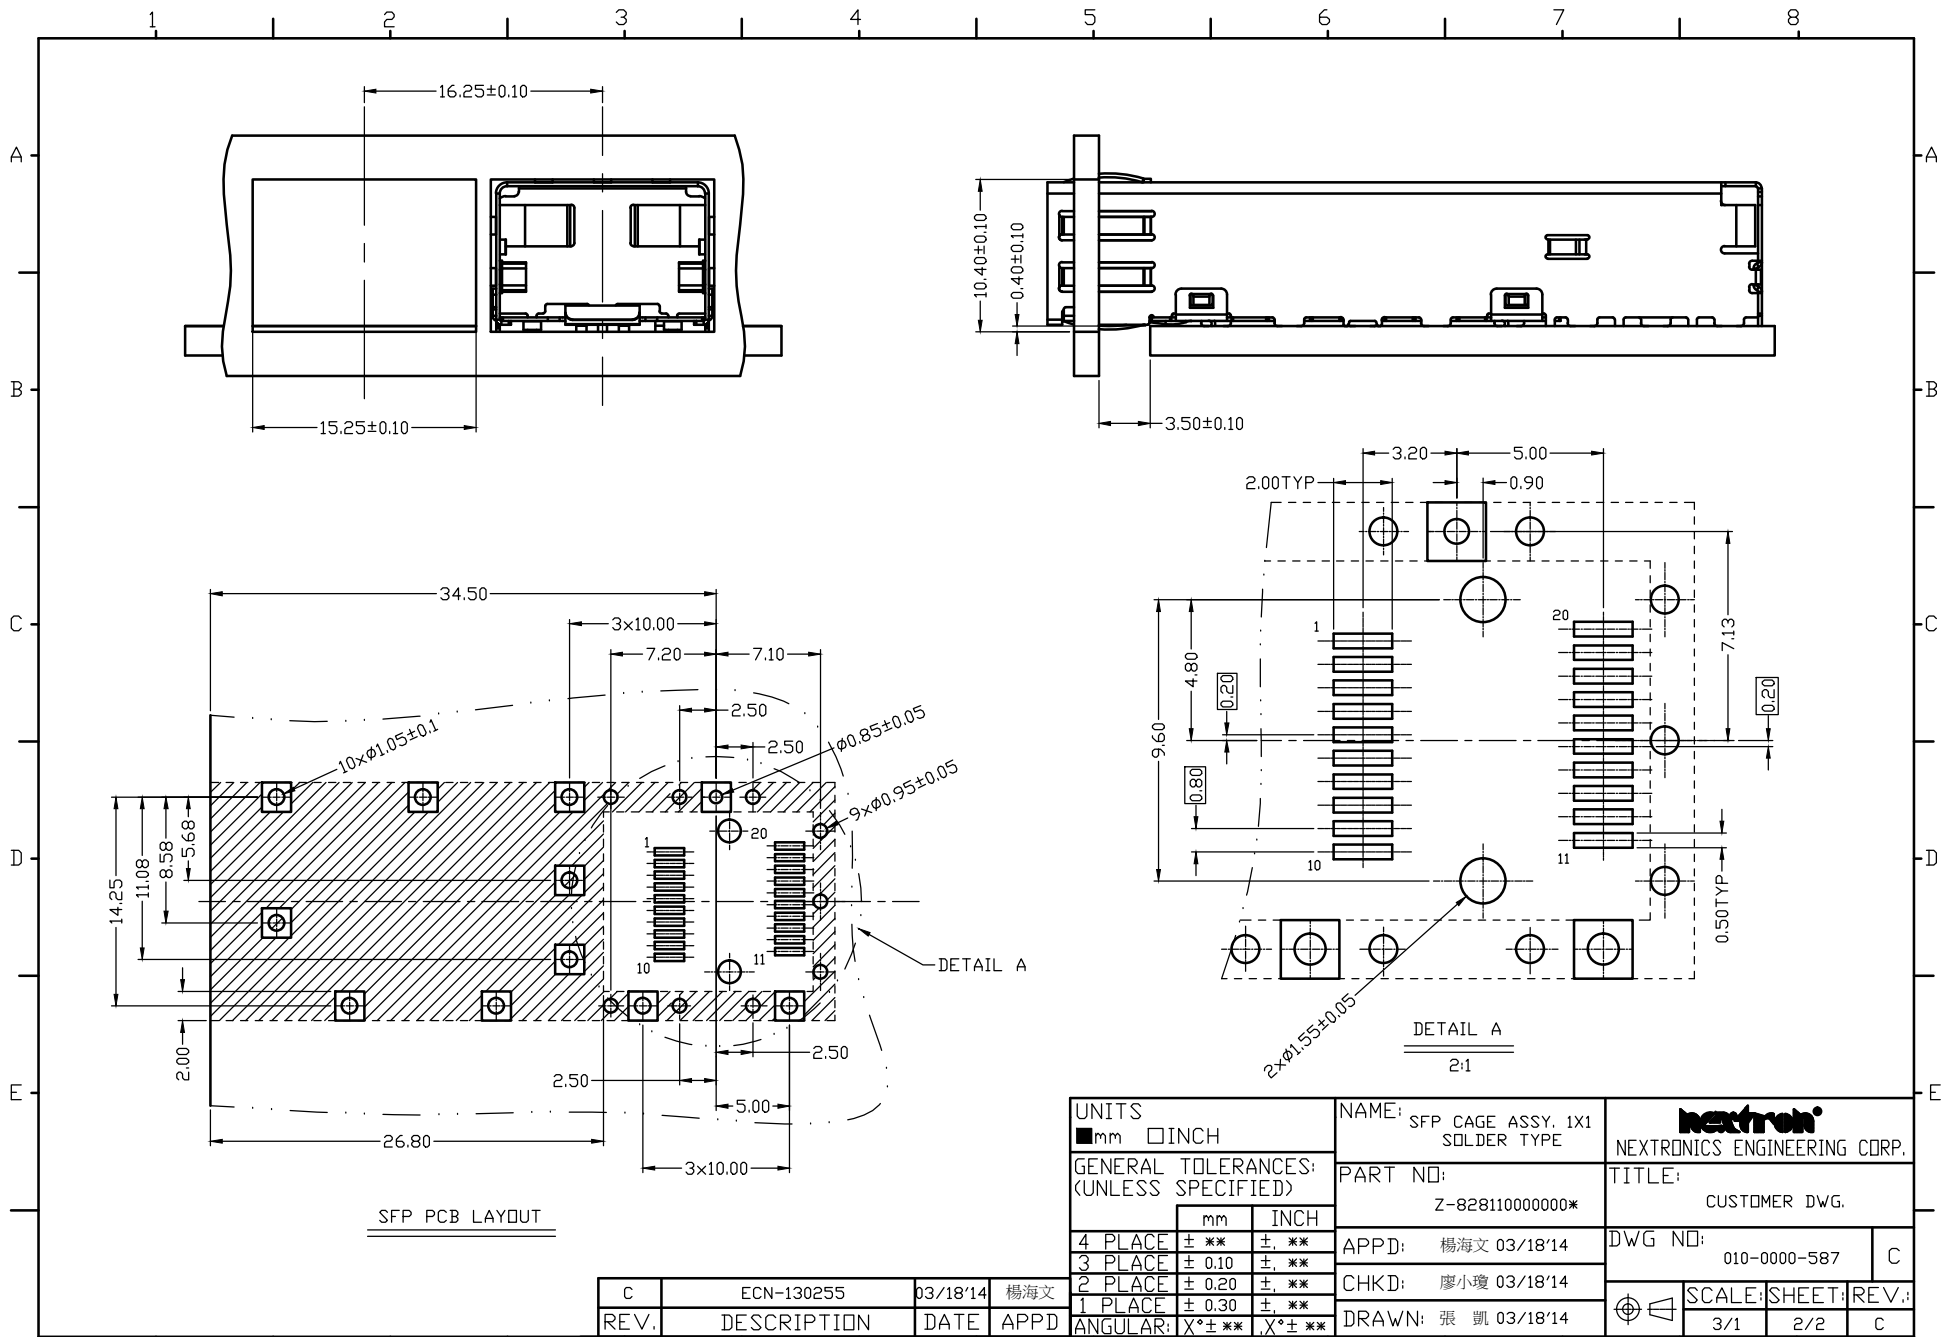 1 2 3 4 5 6 7 8
A
B
C
D
E
A
B
C
D
E
16.25±0.10
15.25±0.10
10.40±0.10
0.40±0.10
3.50±0.10
34.50
3×10.00
7.20
7.10
2.50
2.50
10×ø1.05±0.1
ø0.85±0.05
9×ø0.95±0.05
14.25
11.08
8.58
5.68
2.00
1
20
10
11
DETAIL A
2.50
2.50
5.00
26.80
3×10.00
SFP PCB LAYOUT
3.20
5.00
2.00TYP
0.90
1
20
9.60
4.80
0.20
0.80
7.13
0.20
10
11
0.50TYP
2×ø1.55±0.05
DETAIL A
2:1
UNITS
mm INCH
GENERAL TOLERANCES:
(UNLESS SPECIFIED)
mm INCH
4 PLACE ± ** ±. **
3 PLACE ± 0.10 ±. **
2 PLACE ± 0.20 ±. **
1 PLACE ± 0.30 ±. **
ANGULAR: X°± ** .X°± **
NAME: SFP CAGE ASSY. 1X1
SOLDER TYPE
PART NO:
Z-828110000000*
APPD: 楊海文 03/18'14
CHKD: 廖小瓊 03/18'14
DRAWN: 張 凱 03/18'14
nextron®
NEXTRONICS ENGINEERING CORP.
TITLE:
CUSTOMER DWG.
DWG NO:
010-0000-587 C
SCALE: SHEET: REV.:
3/1 2/2 C
C ECN-130255 03/18'14 楊海文
REV. DESCRIPTION DATE APPD